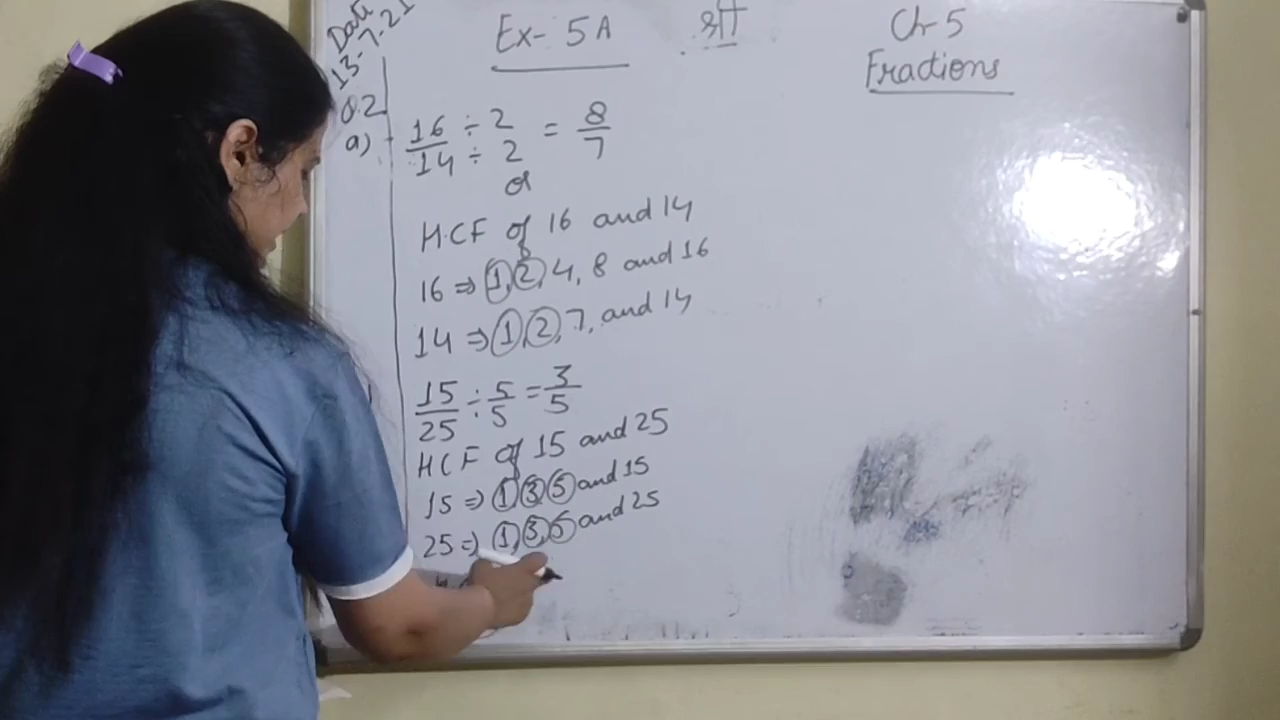 Date
13-7-21
Ex- 5A
श्री
Ch-5
Fractions
Q.2
a)
16/14 ÷ 2/2 = 8/7
or
H.C.F of 16 and 14
16 ⇒ 1, 2, 4, 8 and 16
14 ⇒ 1, 2, 7, and 14
15/25 ÷ 5/5 = 3/5
HCF of 15 and 25
15 ⇒ 1 3 5 and 15
25 ⇒ 1, 3, 5 and 25